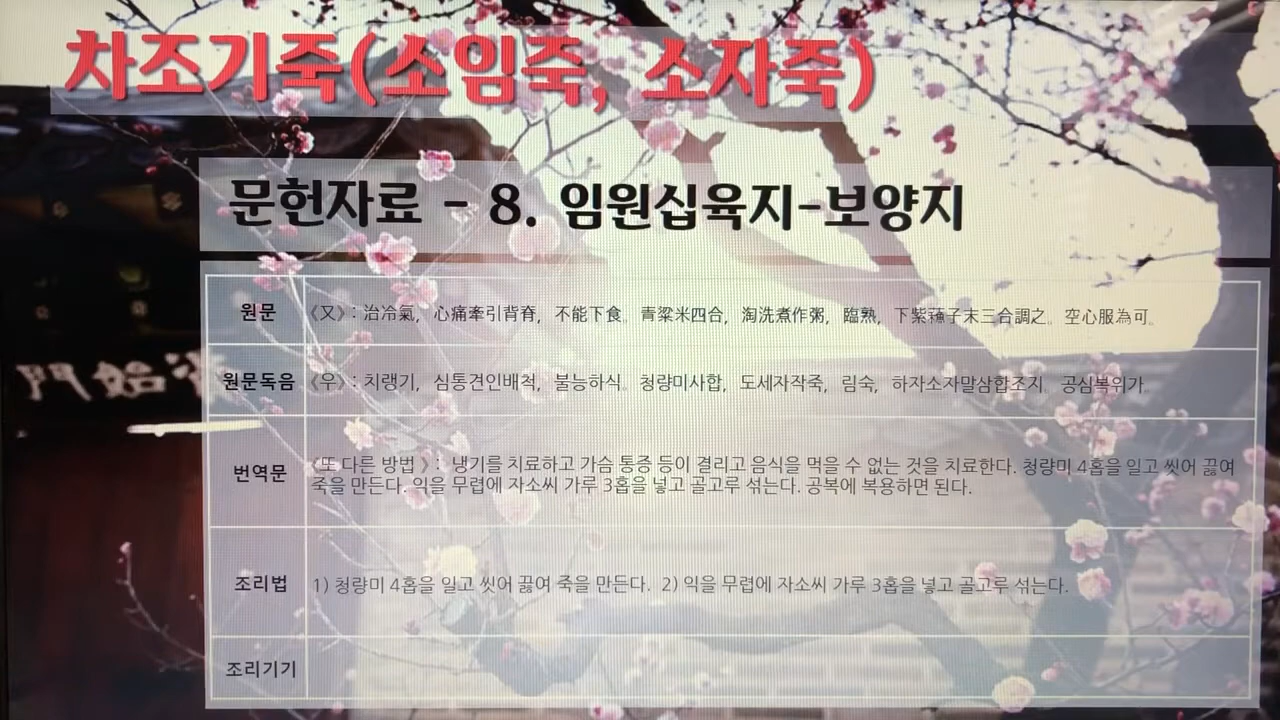 차조기죽(소임죽, 소자죽)
문헌자료 - 8. 임원십육지-보양지
원문 《又》: 治冷氣, 心痛牽引背脊, 不能下食。 青粱米四合, 淘洗煮作粥, 臨熟, 下紫蘓子末三合調之。 空心服為可。
원문독음 《우》: 치랭기, 심통견인배척, 불능하식. 청량미사합, 도세자작죽, 림숙, 하자소자말삼합조지. 공심복위가.
번역문 《또 다른 방법 》: 냉기를 치료하고 가슴 통증 등이 결리고 음식을 먹을 수 없는 것을 치료한다. 청량미 4홉을 일고 씻어 끓여
죽을 만든다. 익을 무렵에 자소씨 가루 3홉을 넣고 골고루 섞는다. 공복에 복용하면 된다.
조리법 1) 청량미 4홉을 일고 씻어 끓여 죽을 만든다. 2) 익을 무렵에 자소씨 가루 3홉을 넣고 골고루 섞는다.
조리기기
門始